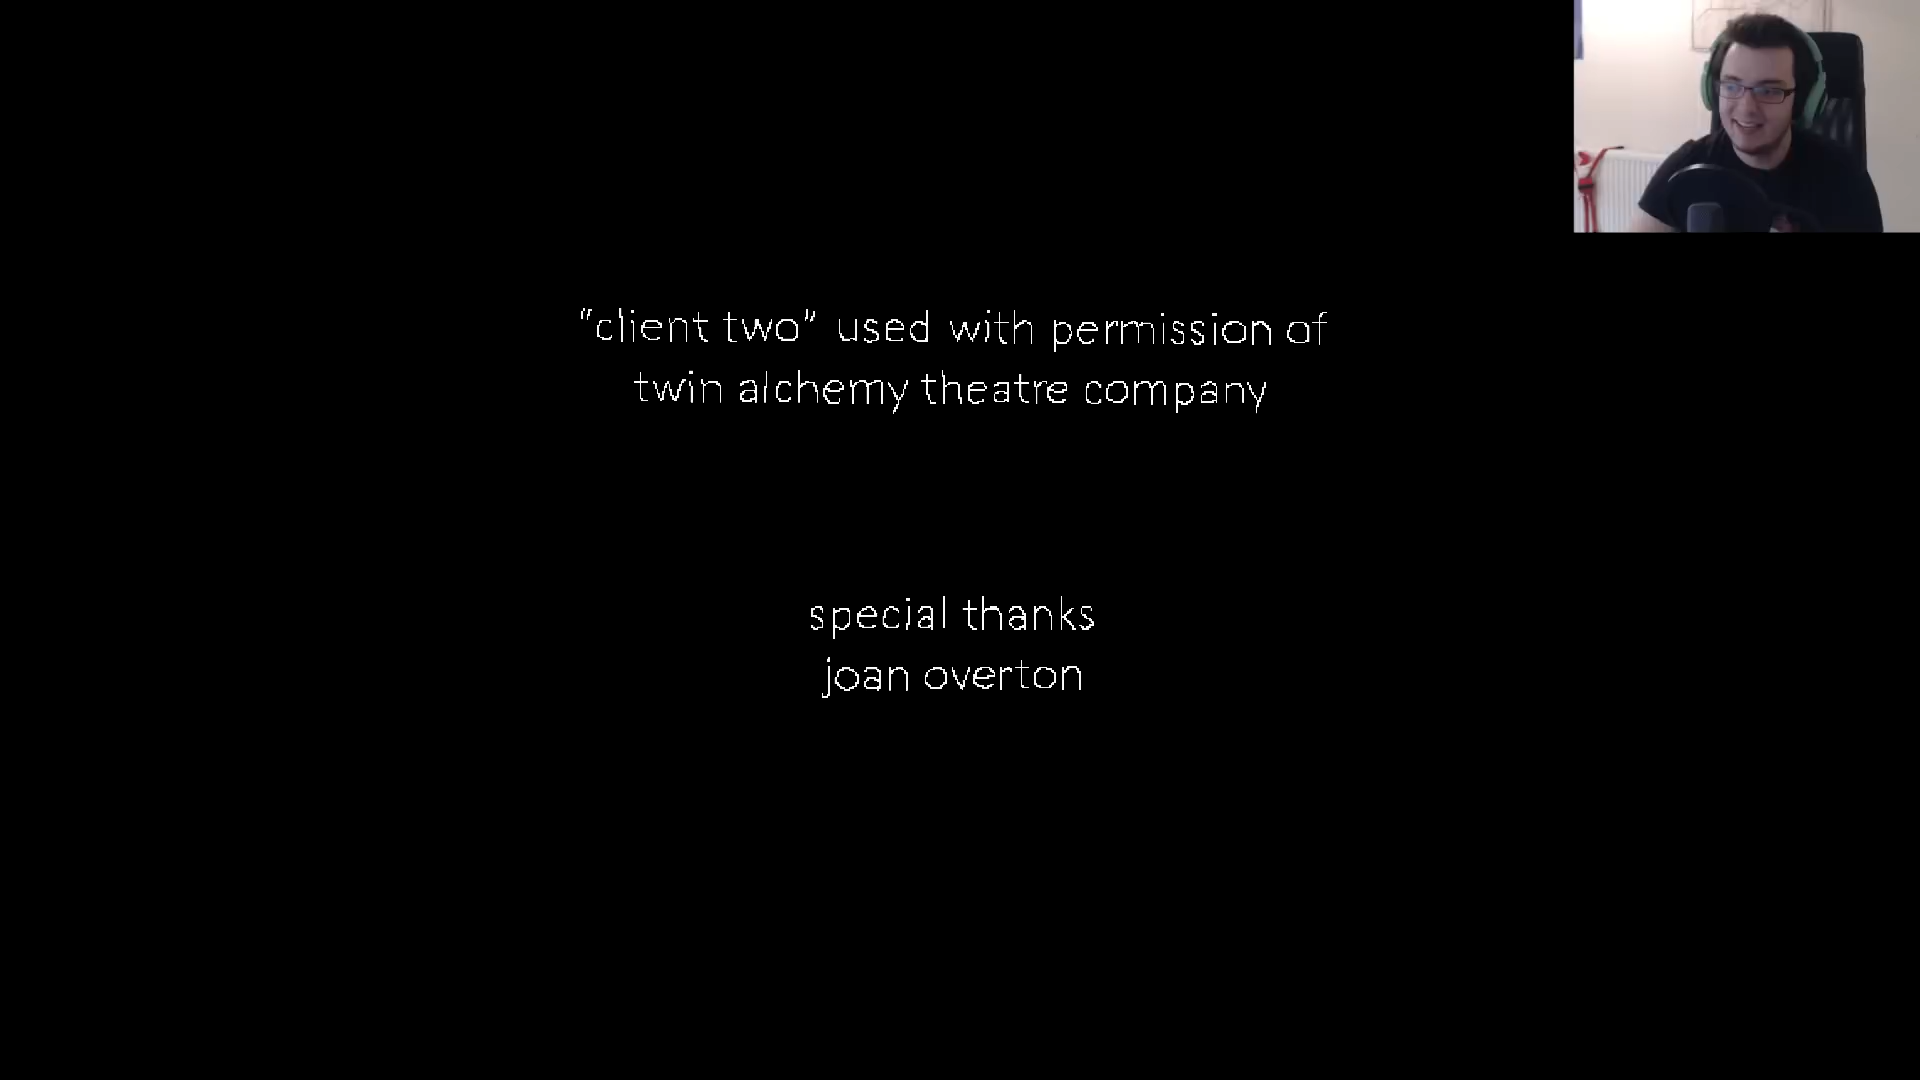 "client two" used with permission of
twin alchemy theatre company
special thanks
joan overton